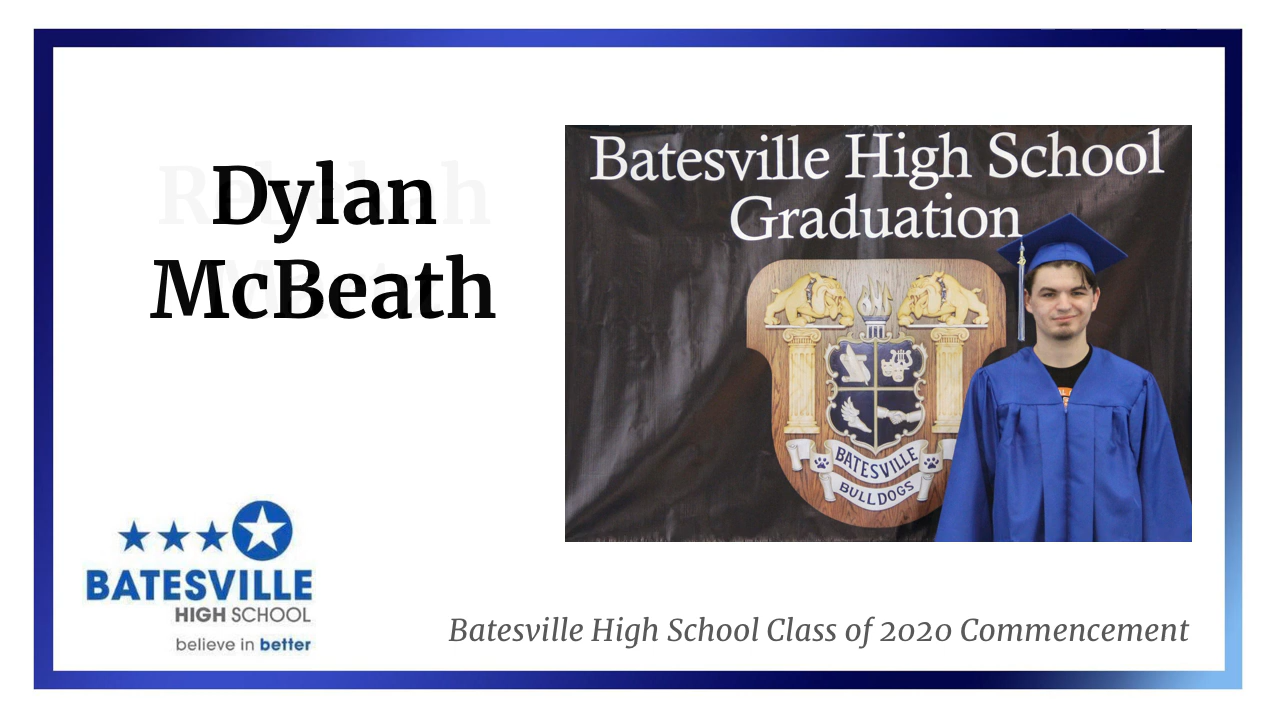 Dylan
McBeath
Batesville High School
Graduation
BATESVILLE
BULLDOGS
BATESVILLE
HIGH SCHOOL
believe in better
Batesville High School Class of 2020 Commencement